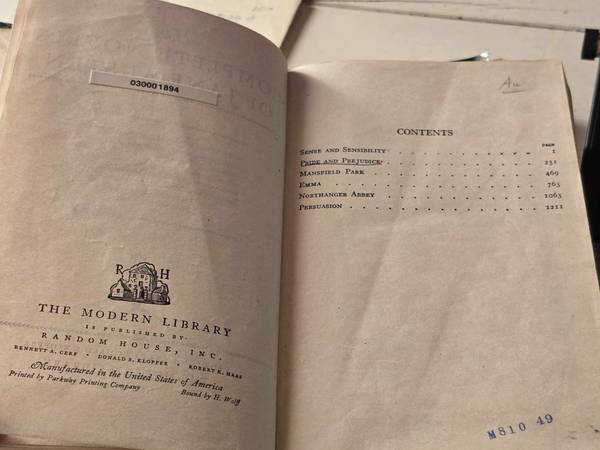 030001894
R H
THE MODERN LIBRARY
IS PUBLISHED BY
RANDOM HOUSE, INC.
BENNETT A. CERF · DONALD S. KLOPFER · ROBERT K. HAAS
Manufactured in the United States of America
Printed by Parkway Printing Company Bound by H. Wolff
CONTENTS
PAGE
SENSE AND SENSIBILITY 1
PRIDE AND PREJUDICE 231
MANSFIELD PARK 469
EMMA 763
NORTHANGER ABBEY 1063
PERSUASION 1211
M810 49